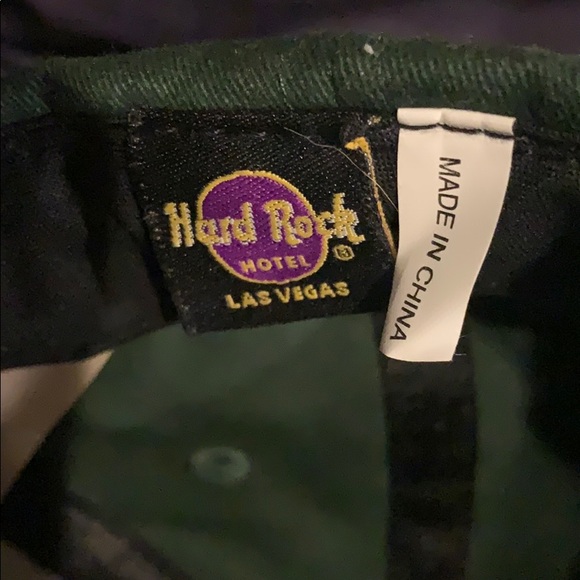 Hard Rock
HOTEL ®
LAS VEGAS
MADE IN CHINA